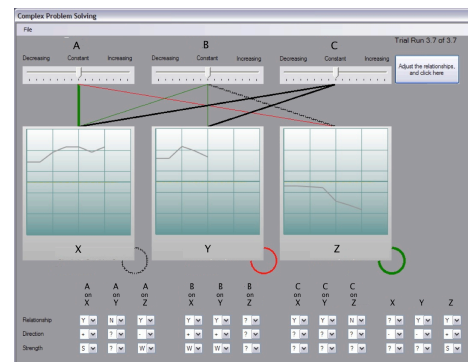 Complex Problem Solving
File
Trial Run 3.7 of 3.7
A B C
Decreasing Constant Increasing Decreasing Constant Increasing Decreasing Constant Increasing
Adjust the relationships,
and click here
X Y Z
A A A B B B C C C
on on on on on on on on on
X Y Z X Y Z X Y Z X Y Z
Relationship Y N Y Y Y ? Y Y N ? Y Y
Direction + ? - + + ? ? ? ? ? - +
Strength S ? W W W ? ? ? ? ? ? S